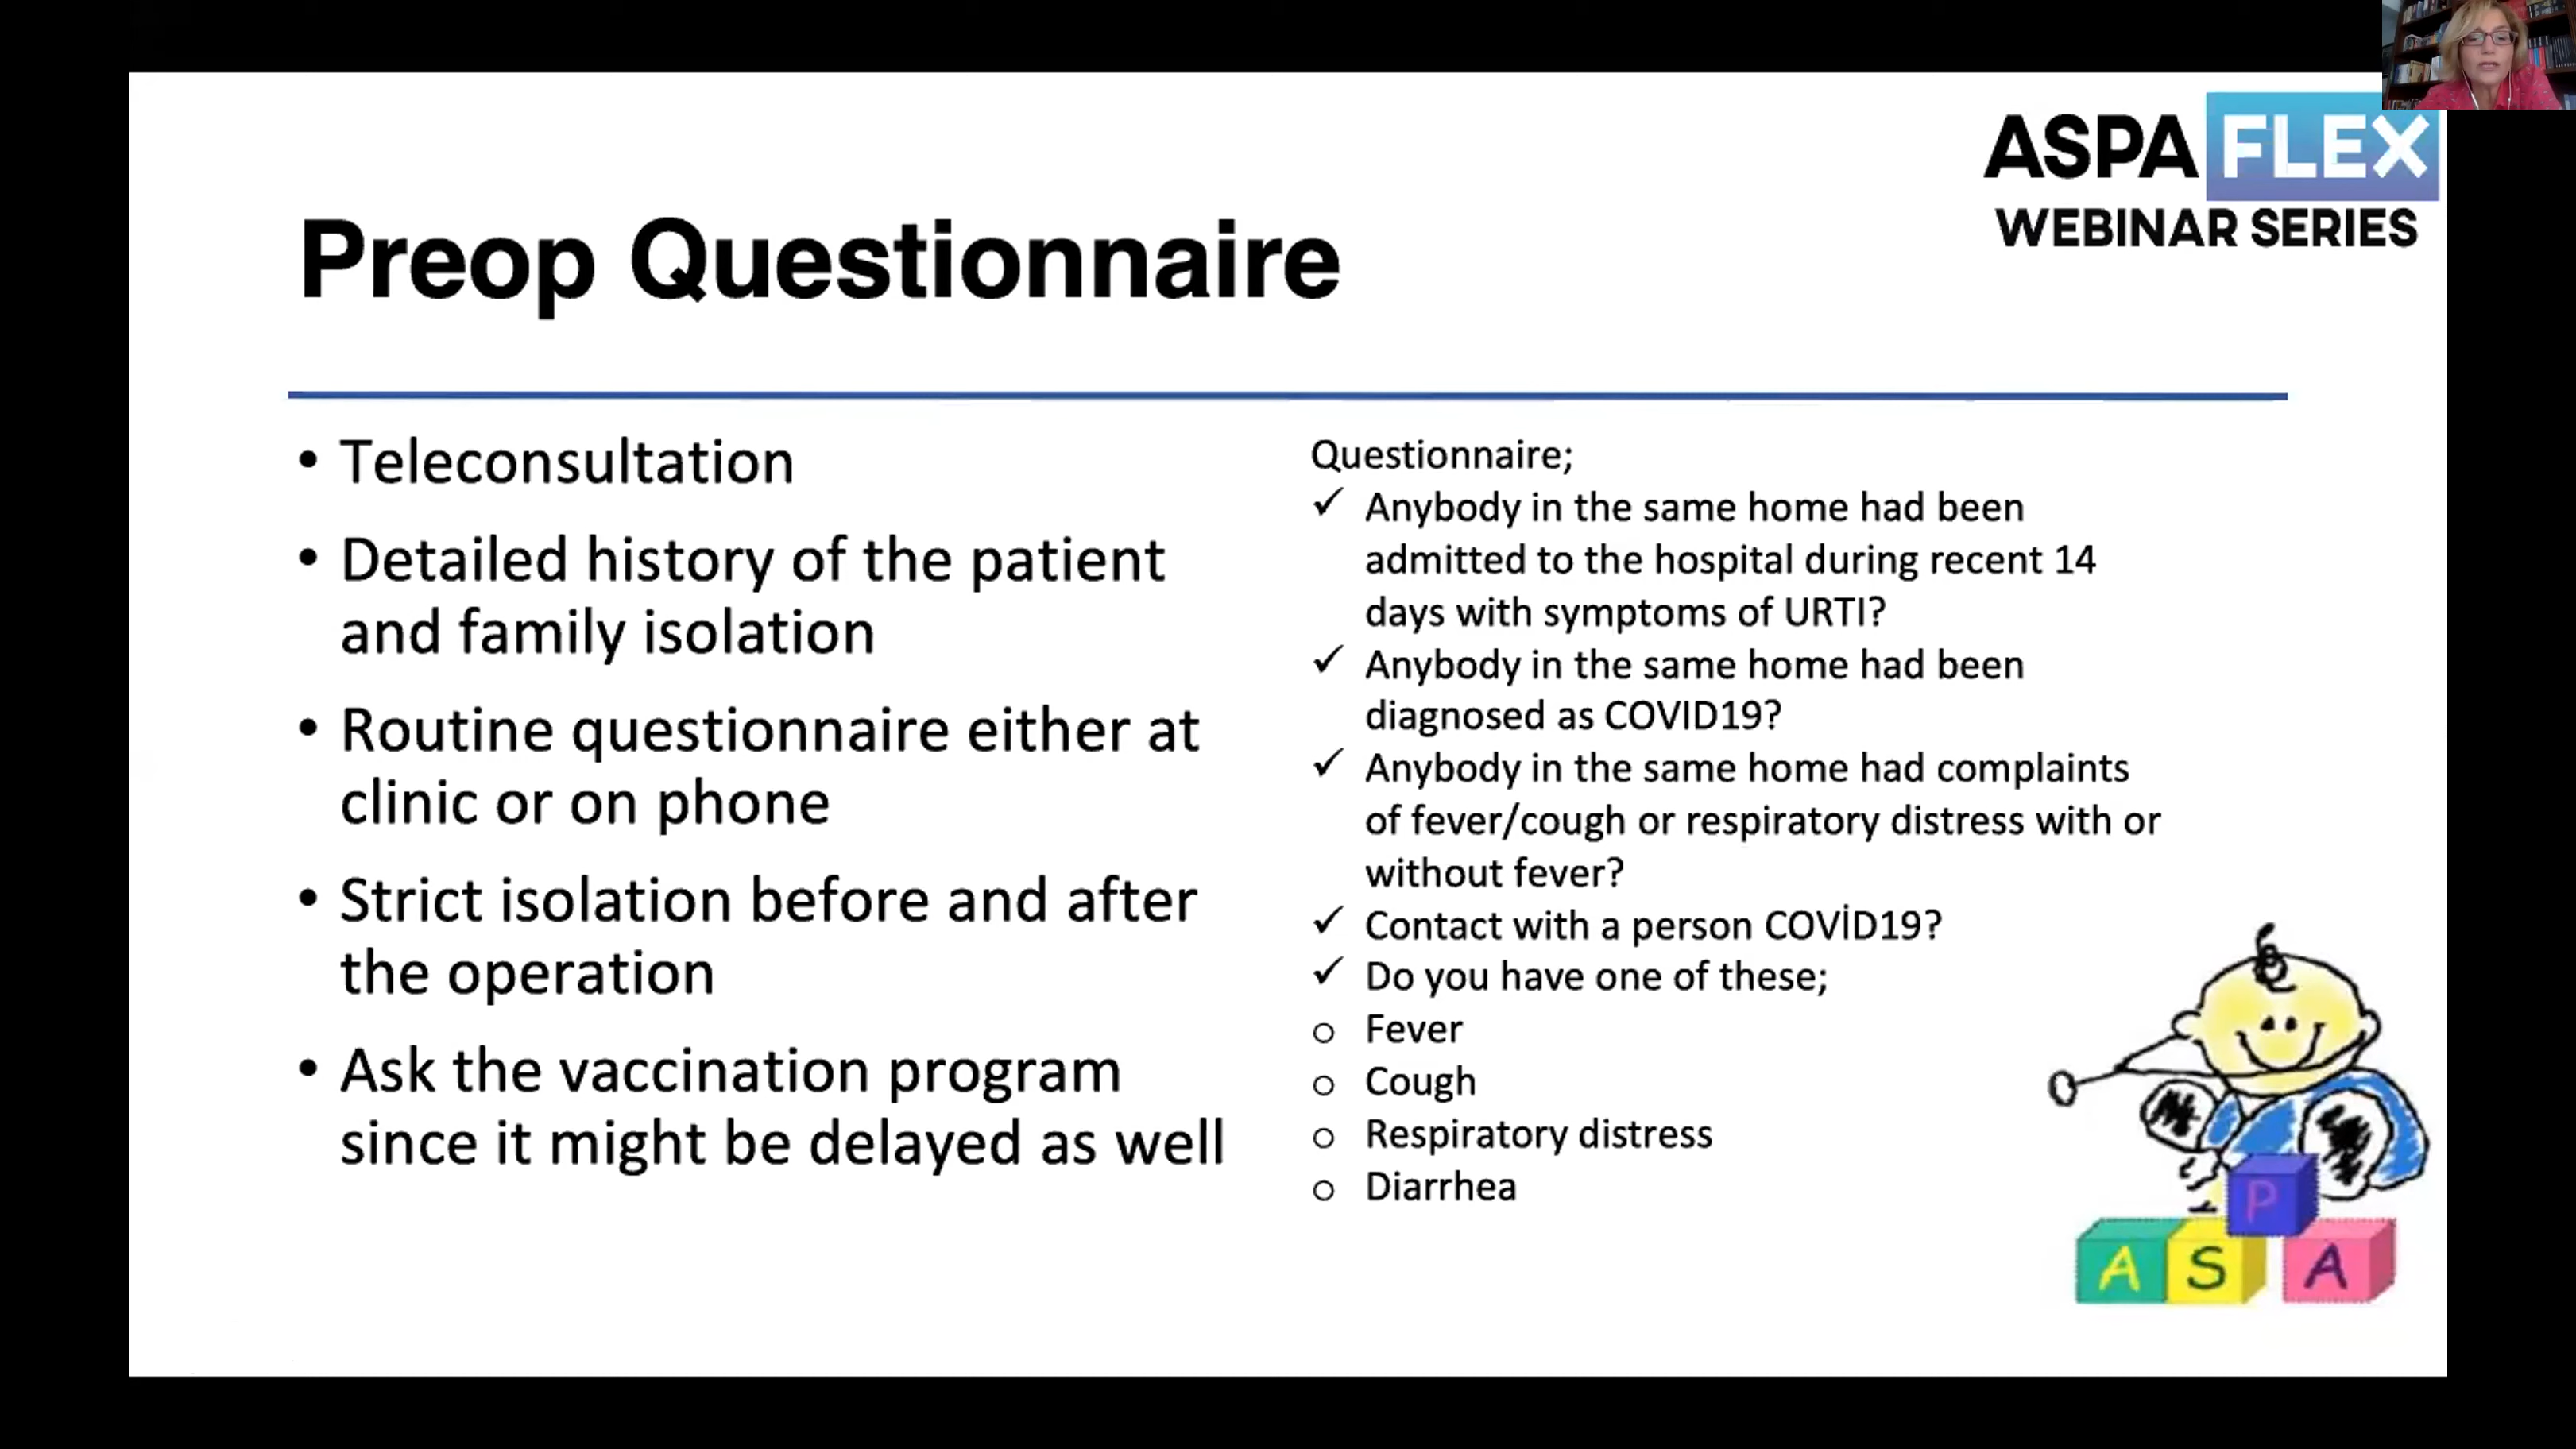 ASPA FLEX
WEBINAR SERIES
Preop Questionnaire
• Teleconsultation
• Detailed history of the patient
and family isolation
• Routine questionnaire either at
clinic or on phone
• Strict isolation before and after
the operation
• Ask the vaccination program
since it might be delayed as well
Questionnaire;
✓ Anybody in the same home had been
admitted to the hospital during recent 14
days with symptoms of URTI?
✓ Anybody in the same home had been
diagnosed as COVID19?
✓ Anybody in the same home had complaints
of fever/cough or respiratory distress with or
without fever?
✓ Contact with a person COVİD19?
✓ Do you have one of these;
o Fever
o Cough
o Respiratory distress
o Diarrhea
P
A S A